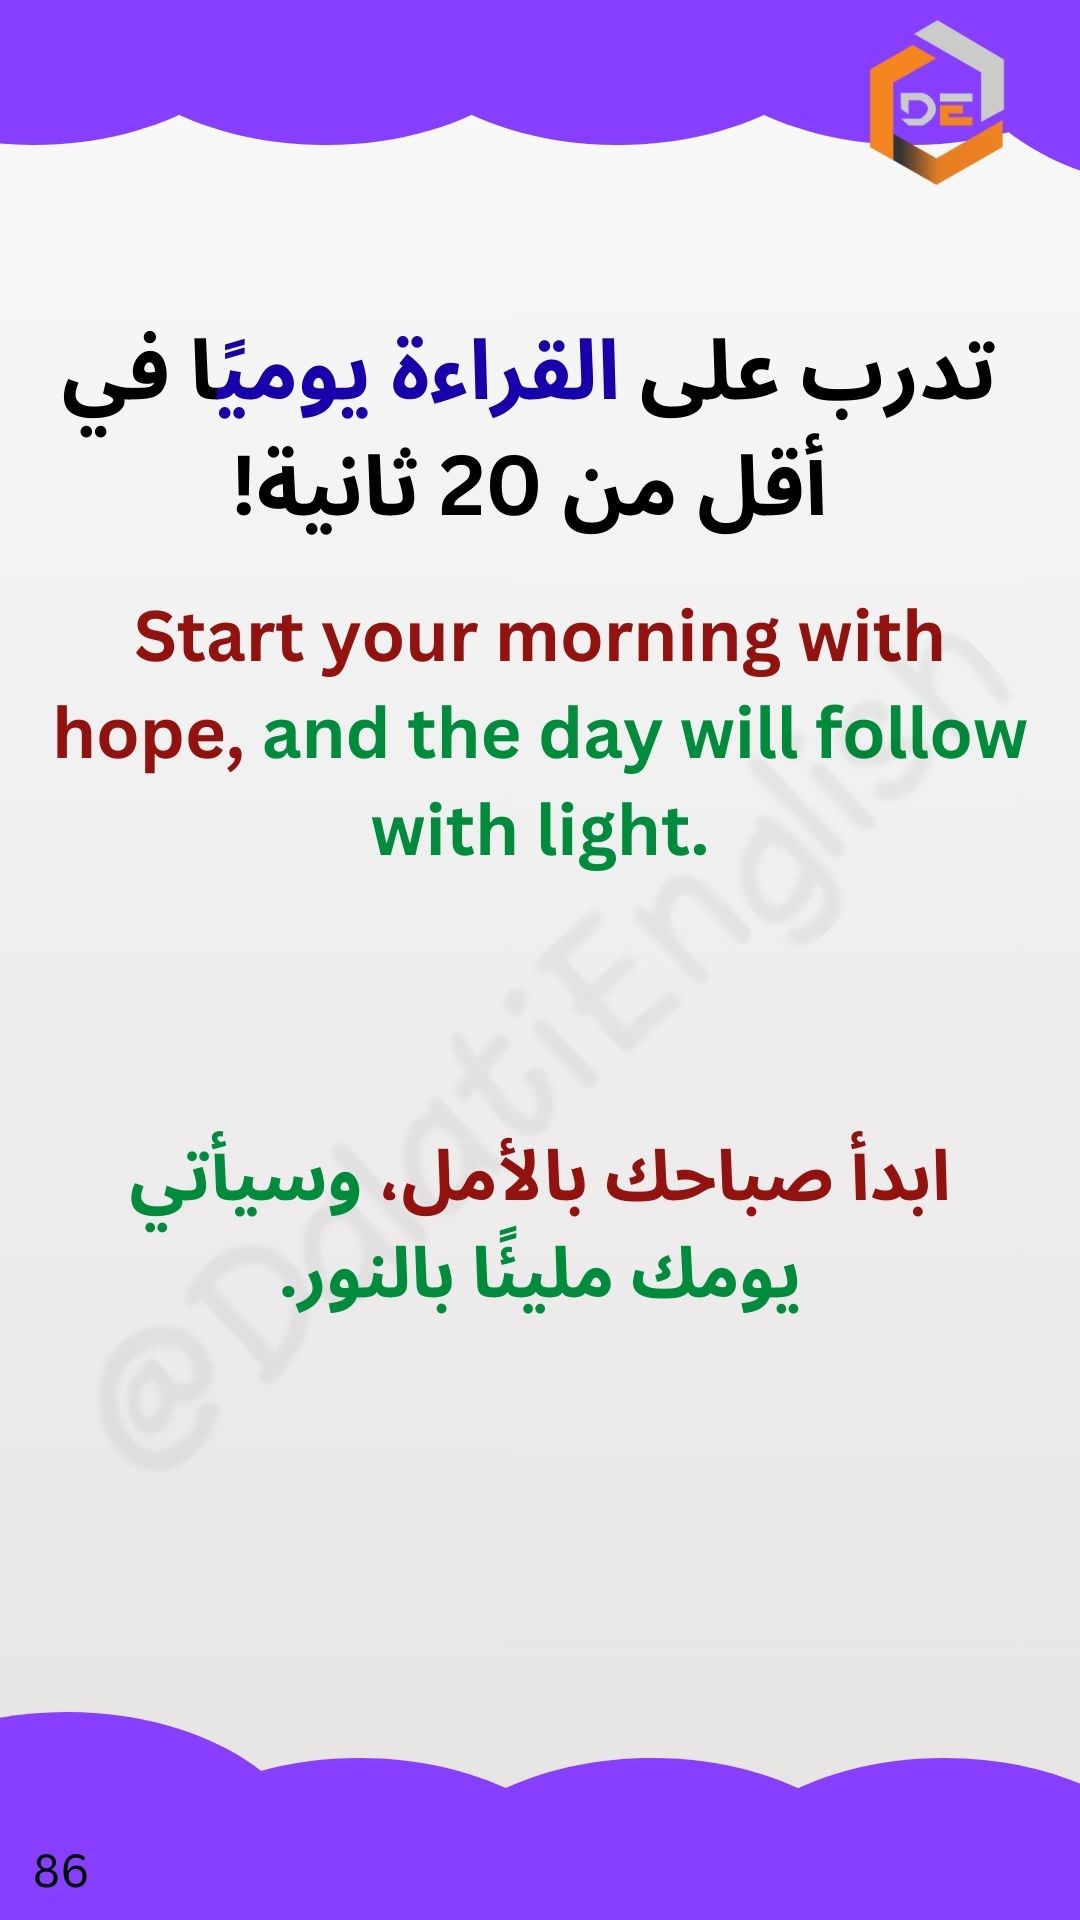 DE
تدرب على القراءة يوميًا في
أقل من 20 ثانية!
Start your morning with
hope, and the day will follow
with light.
@DalatiEnglish
ابدأ صباحك بالأمل، وسيأتي
يومك مليئًا بالنور.
86